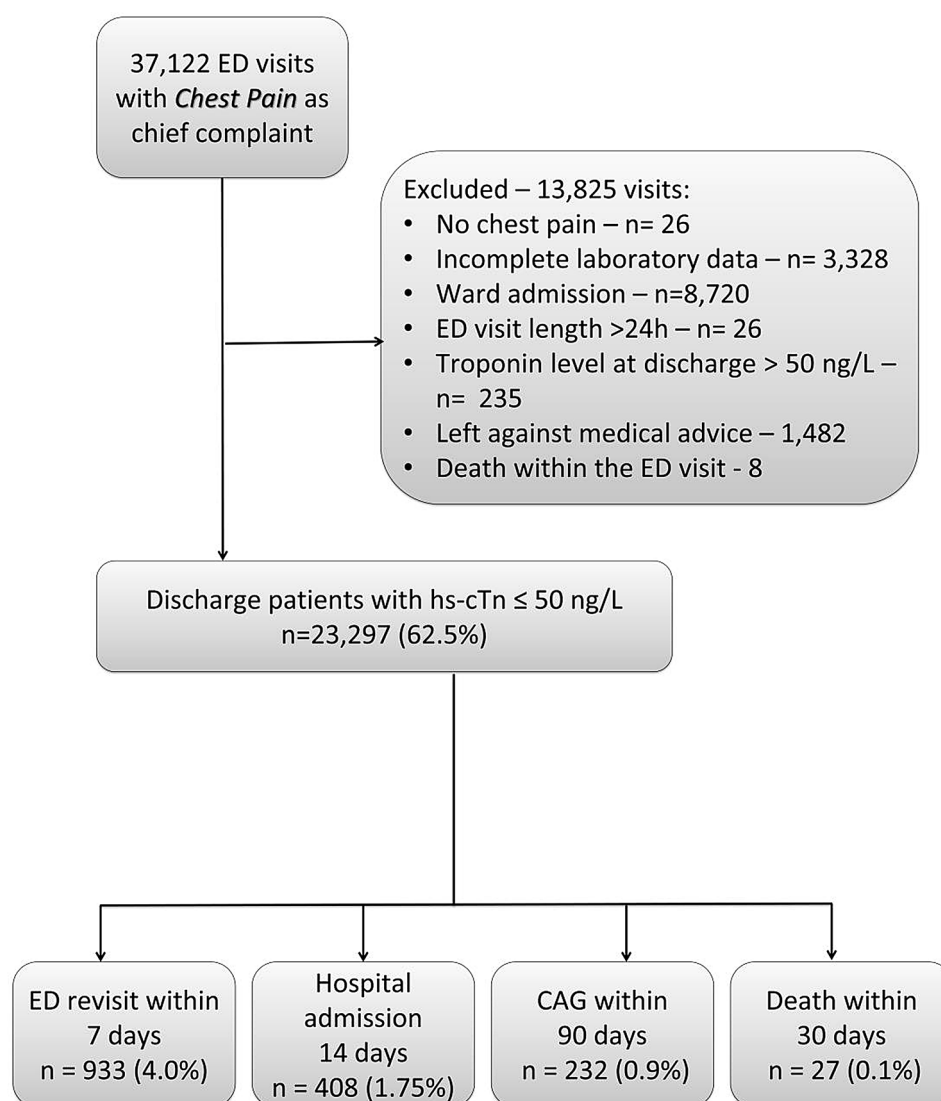 37,122 ED visits
with Chest Pain as
chief complaint
Excluded – 13,825 visits:
• No chest pain – n= 26
• Incomplete laboratory data – n= 3,328
• Ward admission – n=8,720
• ED visit length >24h – n= 26
• Troponin level at discharge > 50 ng/L –
n= 235
• Left against medical advice – 1,482
• Death within the ED visit - 8
Discharge patients with hs-cTn ≤ 50 ng/L
n=23,297 (62.5%)
ED revisit within
7 days
n = 933 (4.0%)
Hospital
admission
14 days
n = 408 (1.75%)
CAG within
90 days
n = 232 (0.9%)
Death within
30 days
n = 27 (0.1%)